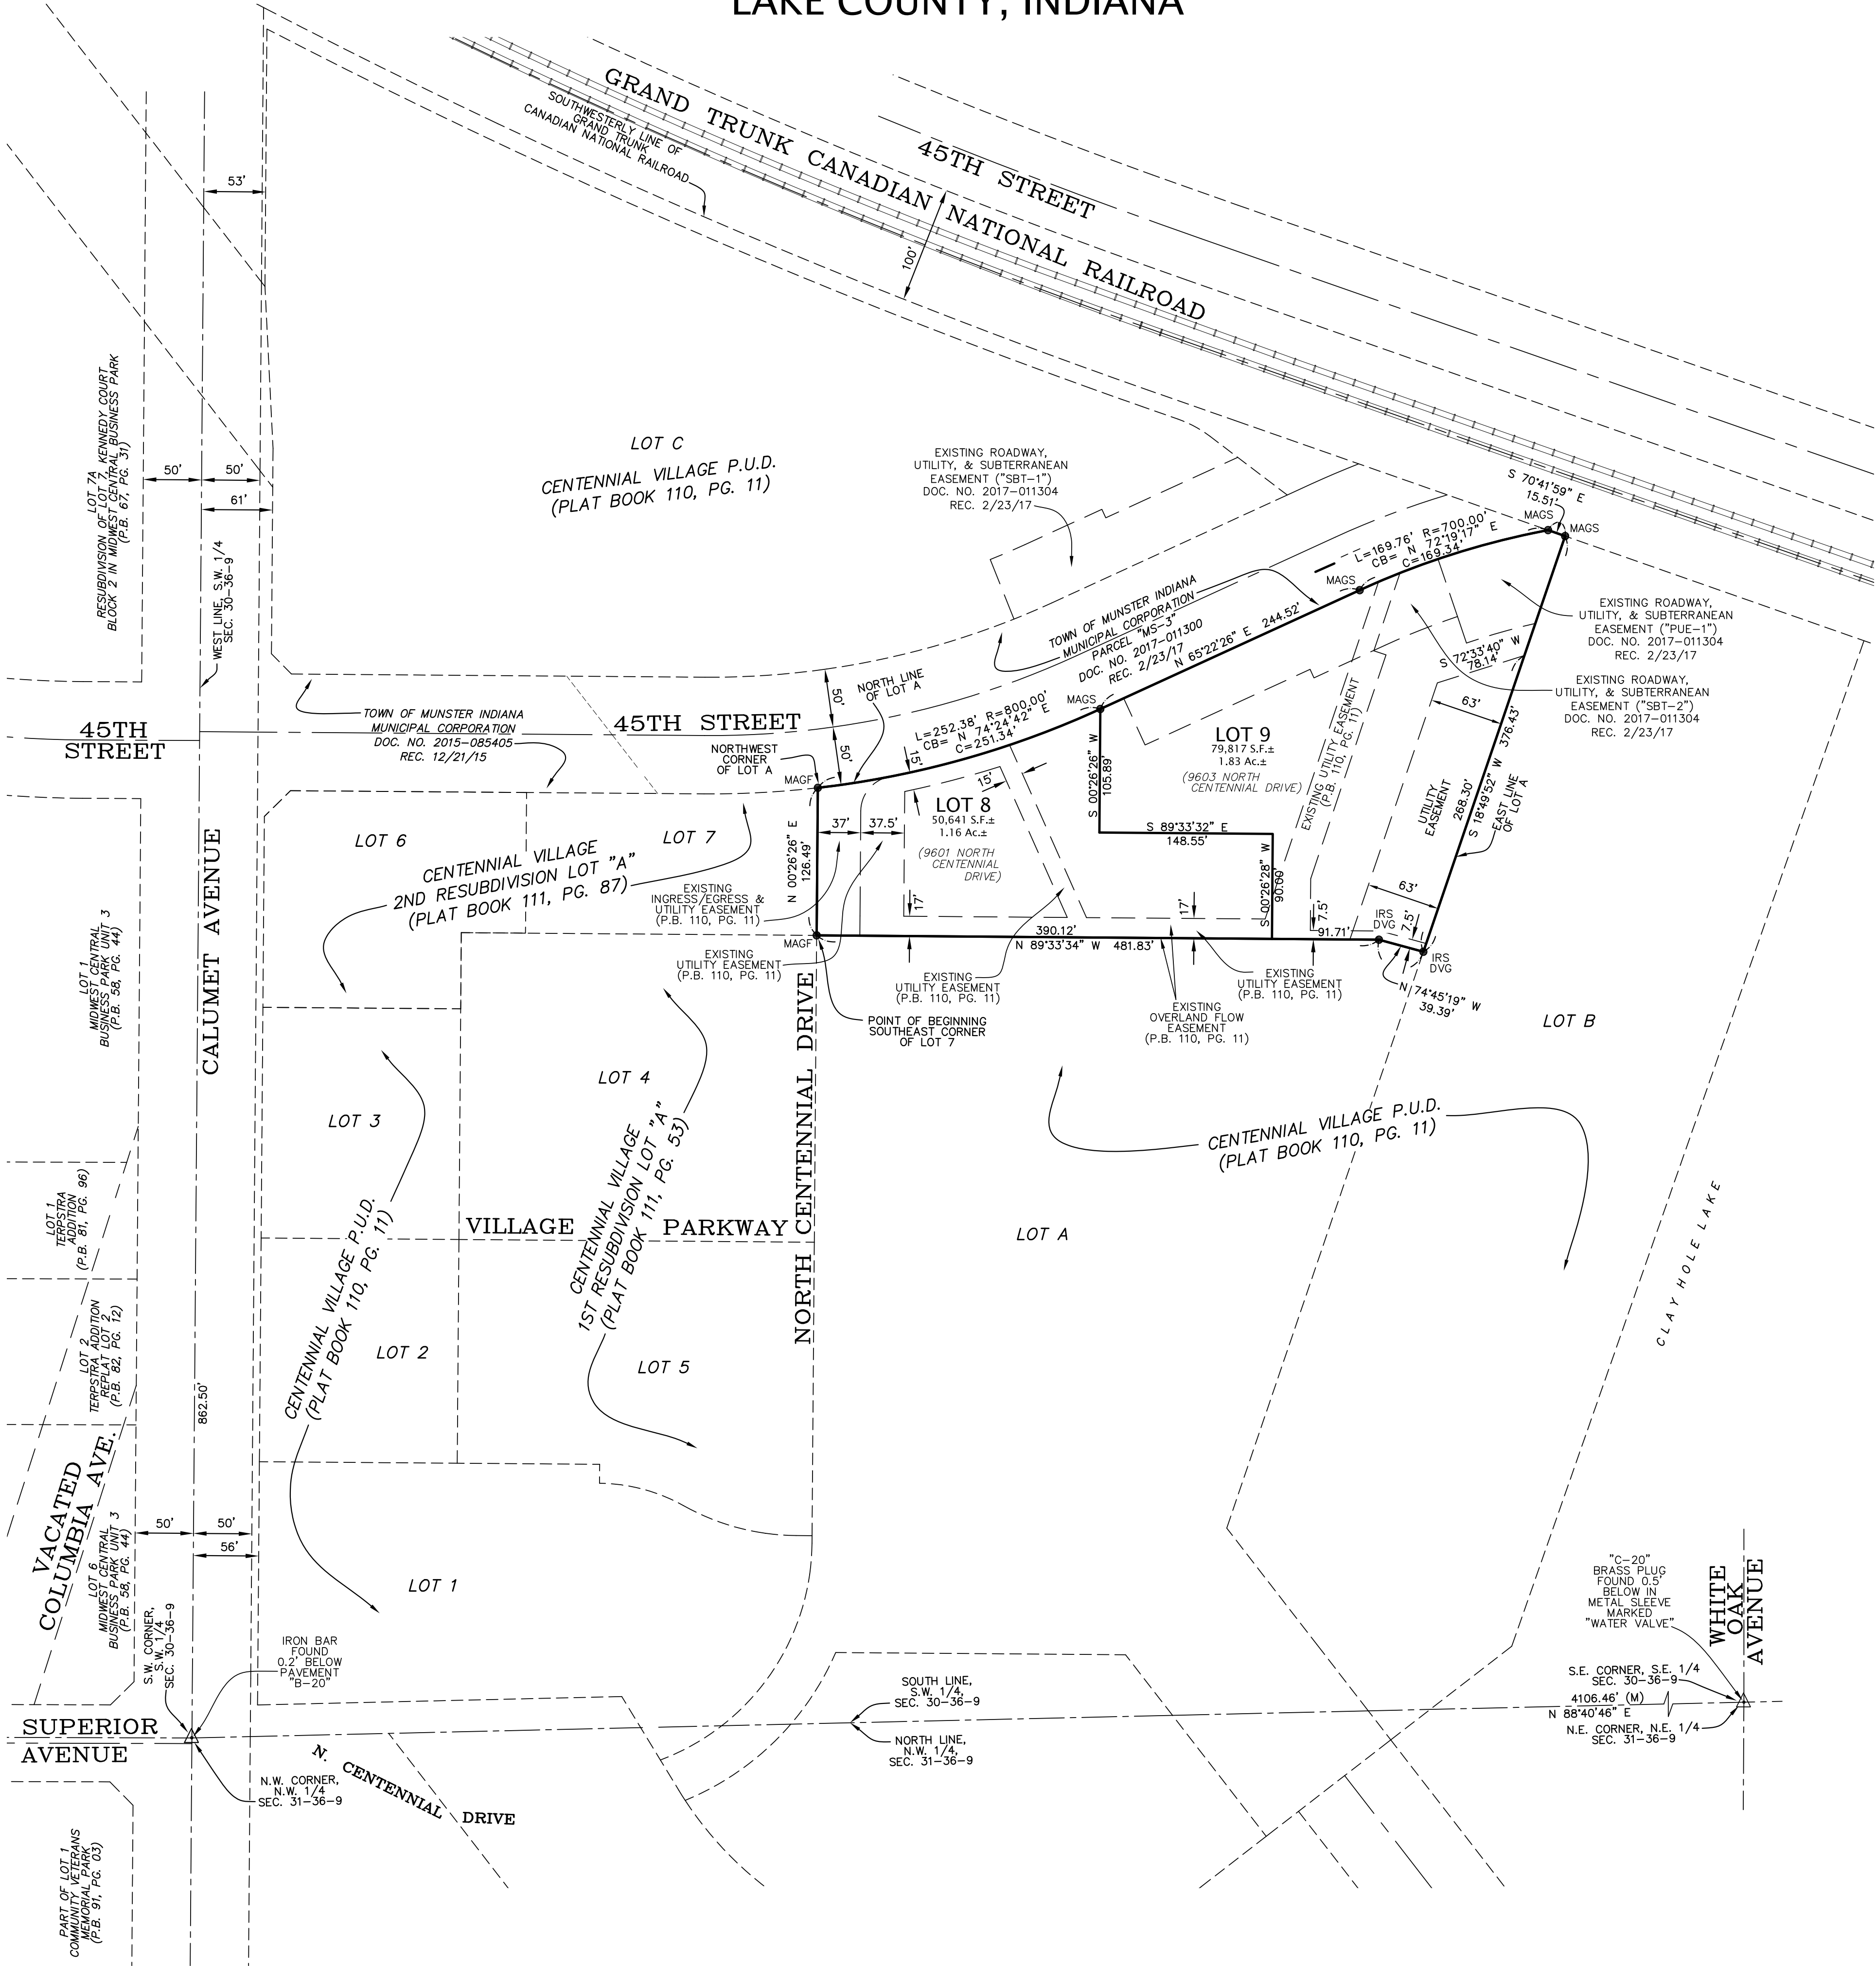 LAKE COUNTY, INDIANA
GRAND TRUNK CANADIAN NATIONAL RAILROAD
45TH STREET
SOUTHWESTERLY LINE OF
GRAND TRUNK
CANADIAN NATIONAL RAILROAD
53'
100'
LOT 7A
RESUBDIVISION OF LOT 7, KENNEDY COURT
BLOCK 2 IN MIDWEST CENTRAL BUSINESS PARK
(P.B. 67, PG. 31)
50'
50'
61'
WEST LINE, S.W. 1/4
SEC. 30-36-9
LOT C
CENTENNIAL VILLAGE P.U.D.
(PLAT BOOK 110, PG. 11)
EXISTING ROADWAY,
UTILITY, & SUBTERRANEAN
EASEMENT ("SBT-1")
DOC. NO. 2017-011304
REC. 2/23/17
S 70°41'59" E
15.51'
MAGS
MAGS
L=169.76' R=700.00'
CB= N 72°19'17" E
C=169.34'
MAGS
TOWN OF MUNSTER INDIANA
MUNICIPAL CORPORATION
PARCEL "MS-3"
DOC. NO. 2017-011300
REC. 2/23/17
N 65°22'26" E 244.52'
EXISTING ROADWAY,
UTILITY, & SUBTERRANEAN
EASEMENT ("PUE-1")
DOC. NO. 2017-011304
REC. 2/23/17
S 72°33'40" W
78.14'
EXISTING ROADWAY,
UTILITY, & SUBTERRANEAN
EASEMENT ("SBT-2")
DOC. NO. 2017-011304
REC. 2/23/17
45TH
STREET
TOWN OF MUNSTER INDIANA
MUNICIPAL CORPORATION
DOC. NO. 2015-085405
REC. 12/21/15
45TH STREET
50'
50'
NORTH LINE
OF LOT A
NORTHWEST
CORNER
OF LOT A
MAGF
L=252.38' R=800.00'
CB= N 74°24'42" E
C=251.34'
MAGS
15'
15'
LOT 8
50,641 S.F.±
1.16 Ac.±
(9601 NORTH
CENTENNIAL
DRIVE)
LOT 9
79,817 S.F.±
1.83 Ac.±
(9603 NORTH
CENTENNIAL DRIVE)
S 00°26'26" W
105.89'
S 89°33'32" E
148.55'
S 00°26'28" W
90.00'
EXISTING UTILITY EASEMENT
(P.B. 110, PG. 11)
63'
UTILITY
EASEMENT
268.30'
S 18°49'52" W 376.43'
EAST LINE
OF LOT A
63'
37'
37.5'
N 00°26'26" E
126.49'
17'
17'
7.5'
7.5'
IRS
DVG
IRS
DVG
390.12'
91.71'
N 89°33'34" W 481.83'
N 74°45'19" W
39.39'
MAGF
EXISTING
INGRESS/EGRESS &
UTILITY EASEMENT
(P.B. 110, PG. 11)
EXISTING
UTILITY EASEMENT
(P.B. 110, PG. 11)
EXISTING
UTILITY EASEMENT
(P.B. 110, PG. 11)
EXISTING
OVERLAND FLOW
EASEMENT
(P.B. 110, PG. 11)
EXISTING
UTILITY EASEMENT
(P.B. 110, PG. 11)
POINT OF BEGINNING
SOUTHEAST CORNER
OF LOT 7
LOT 6
LOT 7
CENTENNIAL VILLAGE
2ND RESUBDIVISION LOT "A"
(PLAT BOOK 111, PG. 87)
LOT 1
MIDWEST CENTRAL
BUSINESS PARK UNIT 3
(P.B. 58, PG. 44)
CALUMET AVENUE
LOT B
LOT 3
LOT 4
CENTENNIAL VILLAGE
1ST RESUBDIVISION LOT "A"
(PLAT BOOK 111, PG. 53)
NORTH CENTENNIAL DRIVE
CENTENNIAL VILLAGE P.U.D.
(PLAT BOOK 110, PG. 11)
LOT 1
TERPSTRA
ADDITION
(P.B. 81, PG. 96)
VILLAGE PARKWAY
LOT A
CLAY HOLE LAKE
CENTENNIAL VILLAGE P.U.D.
(PLAT BOOK 110, PG. 11)
LOT 2
TERPSTRA ADDITION
REPLAT LOT 2
(P.B. 82, PG. 12)
LOT 2
LOT 5
862.50'
VACATED
COLUMBIA AVE.
LOT 6
MIDWEST CENTRAL
BUSINESS PARK UNIT 3
(P.B. 58, PG. 44)
50'
50'
56'
LOT 1
S.W. CORNER,
S.W. 1/4
SEC. 30-36-9
IRON BAR
FOUND
0.2' BELOW
PAVEMENT
"B-20"
"C-20"
BRASS PLUG
FOUND 0.5'
BELOW IN
METAL SLEEVE
MARKED
"WATER VALVE"
WHITE
OAK
AVENUE
SOUTH LINE,
S.W. 1/4,
SEC. 30-36-9
S.E. CORNER, S.E. 1/4
SEC. 30-36-9
4106.46' (M)
N 88°40'46" E
N.E. CORNER, N.E. 1/4
SEC. 31-36-9
SUPERIOR
AVENUE
NORTH LINE,
N.W. 1/4,
SEC. 31-36-9
N.W. CORNER,
N.W. 1/4
SEC. 31-36-9
N. CENTENNIAL DRIVE
PART OF LOT 1
COMMUNITY VETERANS
MEMORIAL PARK
(P.B. 91, PG. 03)